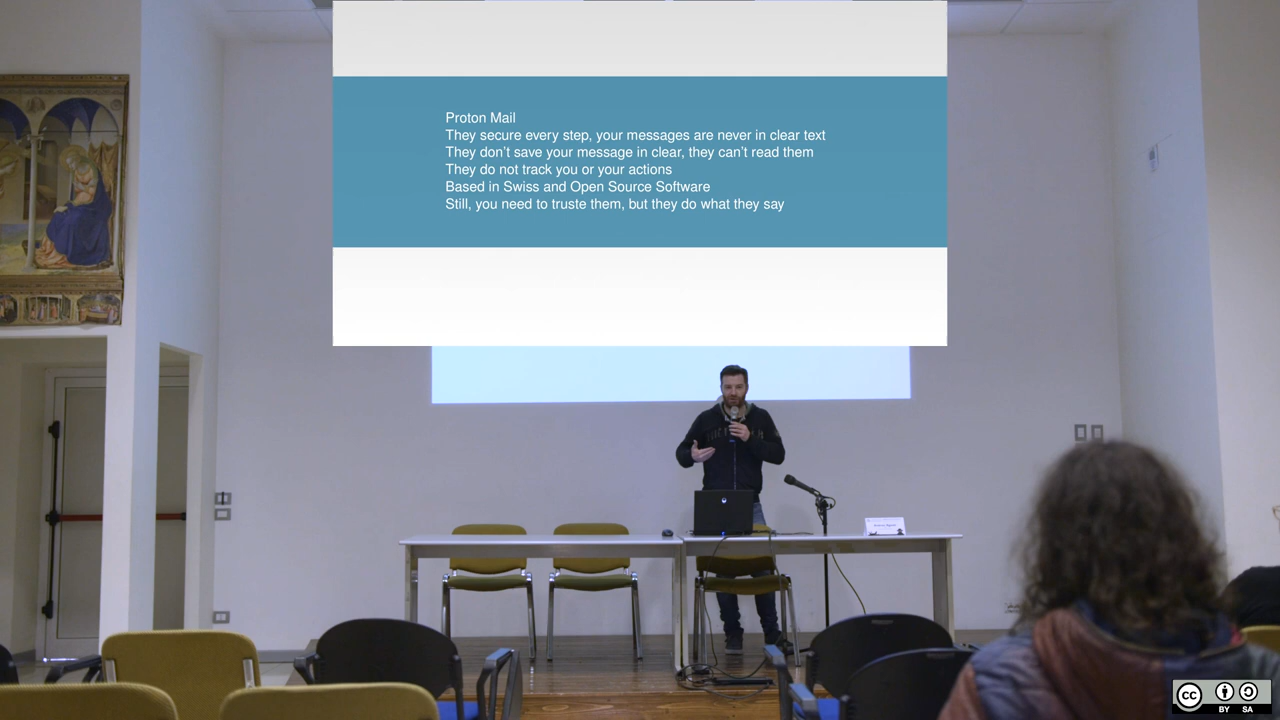 Proton Mail
They secure every step, your messages are never in clear text
They don’t save your message in clear, they can’t read them
They do not track you or your actions
Based in Swiss and Open Source Software
Still, you need to truste them, but they do what they say
cc
BY SA